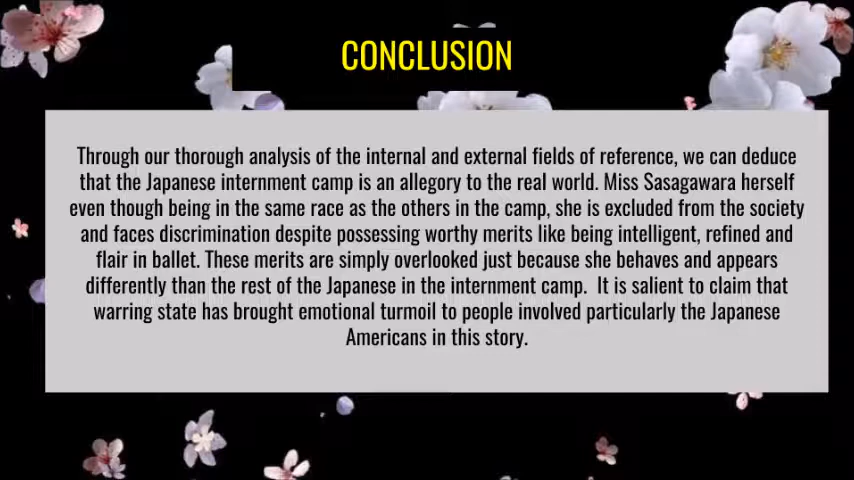 CONCLUSION
Through our thorough analysis of the internal and external fields of reference, we can deduce
that the Japanese internment camp is an allegory to the real world. Miss Sasagawara herself
even though being in the same race as the others in the camp, she is excluded from the society
and faces discrimination despite possessing worthy merits like being intelligent, refined and
flair in ballet. These merits are simply overlooked just because she behaves and appears
differently than the rest of the Japanese in the internment camp.  It is salient to claim that
warring state has brought emotional turmoil to people involved particularly the Japanese
Americans in this story.